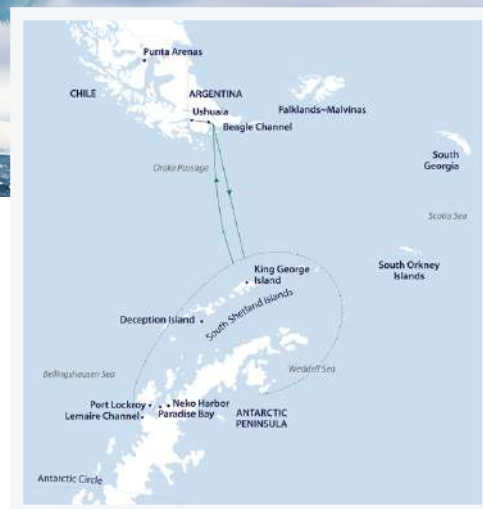 Punta Arenas
CHILE
ARGENTINA
Ushuaia
Falklands~Malvinas
Beagle Channel
Drake Passage
South
Georgia
Scotia Sea
King George
Island
South Orkney
Islands
South Shetland Islands
Deception Island
Bellingshausen Sea
Weddell Sea
Port Lockroy
Neko Harbor
Lemaire Channel
Paradise Bay
ANTARCTIC
PENINSULA
Antarctic Circle